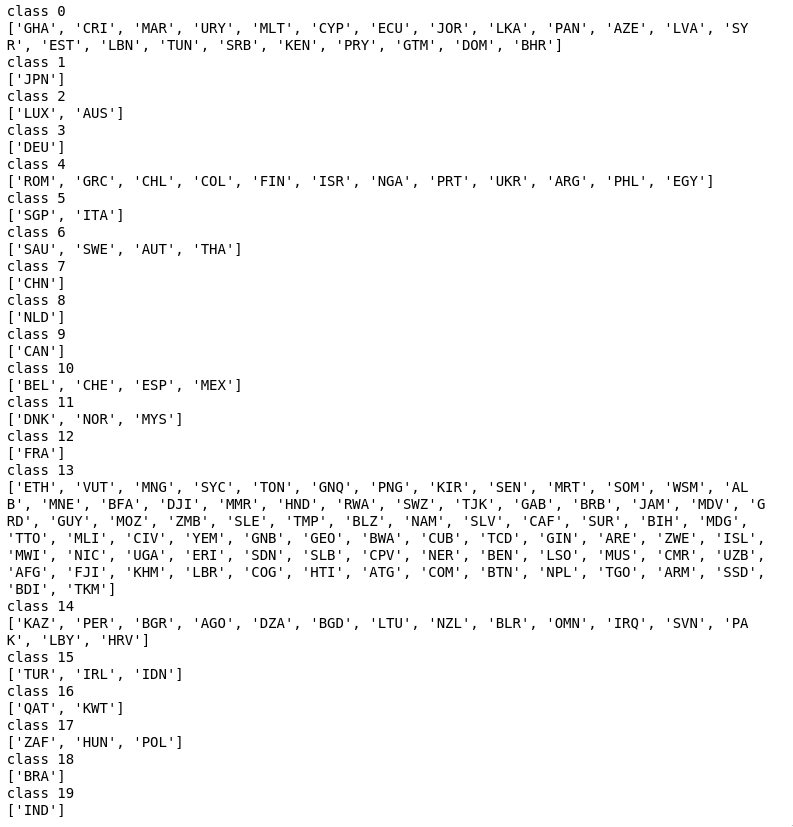 class 0
['GHA', 'CRI', 'MAR', 'URY', 'MLT', 'CYP', 'ECU', 'JOR', 'LKA', 'PAN', 'AZE', 'LVA', 'SY
R', 'EST', 'LBN', 'TUN', 'SRB', 'KEN', 'PRY', 'GTM', 'DOM', 'BHR']
class 1
['JPN']
class 2
['LUX', 'AUS']
class 3
['DEU']
class 4
['ROM', 'GRC', 'CHL', 'COL', 'FIN', 'ISR', 'NGA', 'PRT', 'UKR', 'ARG', 'PHL', 'EGY']
class 5
['SGP', 'ITA']
class 6
['SAU', 'SWE', 'AUT', 'THA']
class 7
['CHN']
class 8
['NLD']
class 9
['CAN']
class 10
['BEL', 'CHE', 'ESP', 'MEX']
class 11
['DNK', 'NOR', 'MYS']
class 12
['FRA']
class 13
['ETH', 'VUT', 'MNG', 'SYC', 'TON', 'GNQ', 'PNG', 'KIR', 'SEN', 'MRT', 'SOM', 'WSM', 'AL
B', 'MNE', 'BFA', 'DJI', 'MMR', 'HND', 'RWA', 'SWZ', 'TJK', 'GAB', 'BRB', 'JAM', 'MDV', 'G
RD', 'GUY', 'MOZ', 'ZMB', 'SLE', 'TMP', 'BLZ', 'NAM', 'SLV', 'CAF', 'SUR', 'BIH', 'MDG',
'TTO', 'MLI', 'CIV', 'YEM', 'GNB', 'GEO', 'BWA', 'CUB', 'TCD', 'GIN', 'ARE', 'ZWE', 'ISL',
'MWI', 'NIC', 'UGA', 'ERI', 'SDN', 'SLB', 'CPV', 'NER', 'BEN', 'LSO', 'MUS', 'CMR', 'UZB',
'AFG', 'FJI', 'KHM', 'LBR', 'COG', 'HTI', 'ATG', 'COM', 'BTN', 'NPL', 'TGO', 'ARM', 'SSD',
'BDI', 'TKM']
class 14
['KAZ', 'PER', 'BGR', 'AGO', 'DZA', 'BGD', 'LTU', 'NZL', 'BLR', 'OMN', 'IRQ', 'SVN', 'PA
K', 'LBY', 'HRV']
class 15
['TUR', 'IRL', 'IDN']
class 16
['QAT', 'KWT']
class 17
['ZAF', 'HUN', 'POL']
class 18
['BRA']
class 19
['IND']